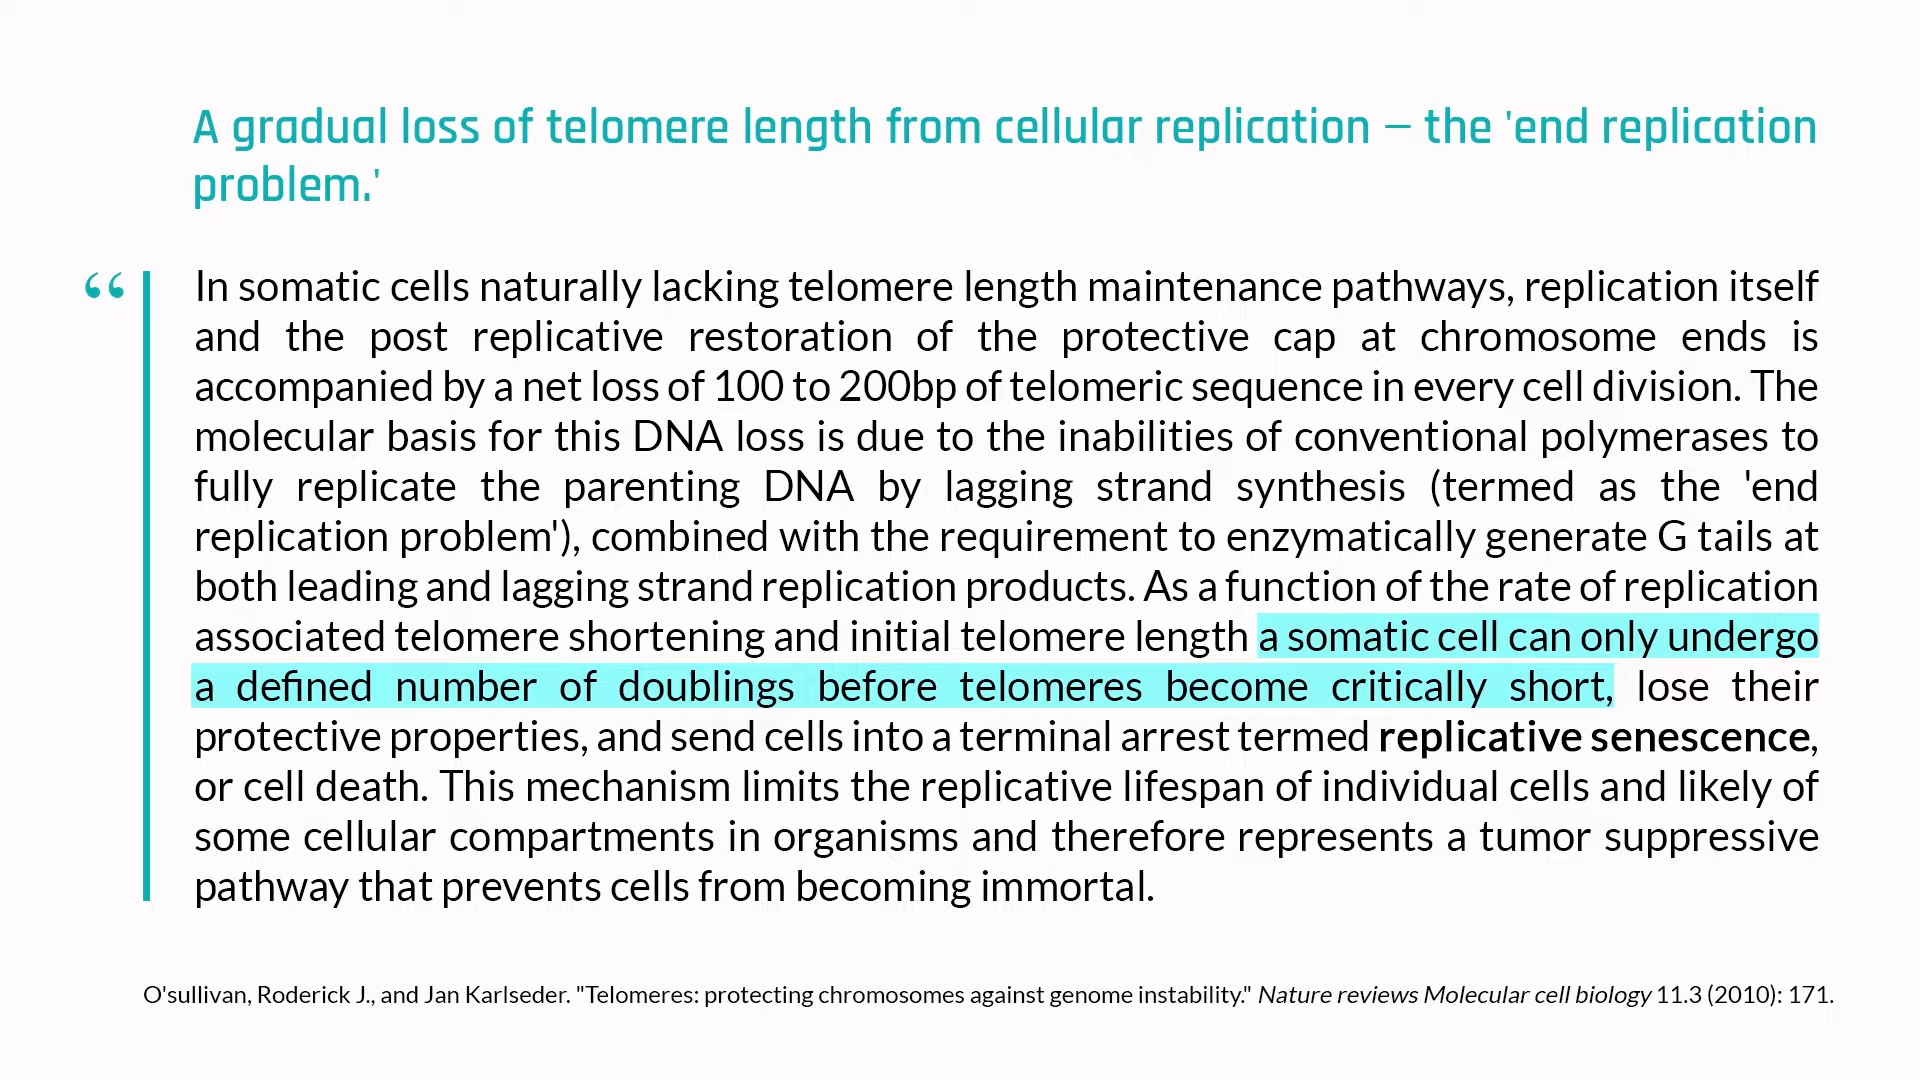 A gradual loss of telomere length from cellular replication – the 'end replication
problem.'
“ In somatic cells naturally lacking telomere length maintenance pathways, replication itself
and the post replicative restoration of the protective cap at chromosome ends is
accompanied by a net loss of 100 to 200bp of telomeric sequence in every cell division. The
molecular basis for this DNA loss is due to the inabilities of conventional polymerases to
fully replicate the parenting DNA by lagging strand synthesis (termed as the 'end
replication problem'), combined with the requirement to enzymatically generate G tails at
both leading and lagging strand replication products. As a function of the rate of replication
associated telomere shortening and initial telomere length a somatic cell can only undergo
a defined number of doublings before telomeres become critically short, lose their
protective properties, and send cells into a terminal arrest termed replicative senescence,
or cell death. This mechanism limits the replicative lifespan of individual cells and likely of
some cellular compartments in organisms and therefore represents a tumor suppressive
pathway that prevents cells from becoming immortal.
O'sullivan, Roderick J., and Jan Karlseder. "Telomeres: protecting chromosomes against genome instability." Nature reviews Molecular cell biology 11.3 (2010): 171.